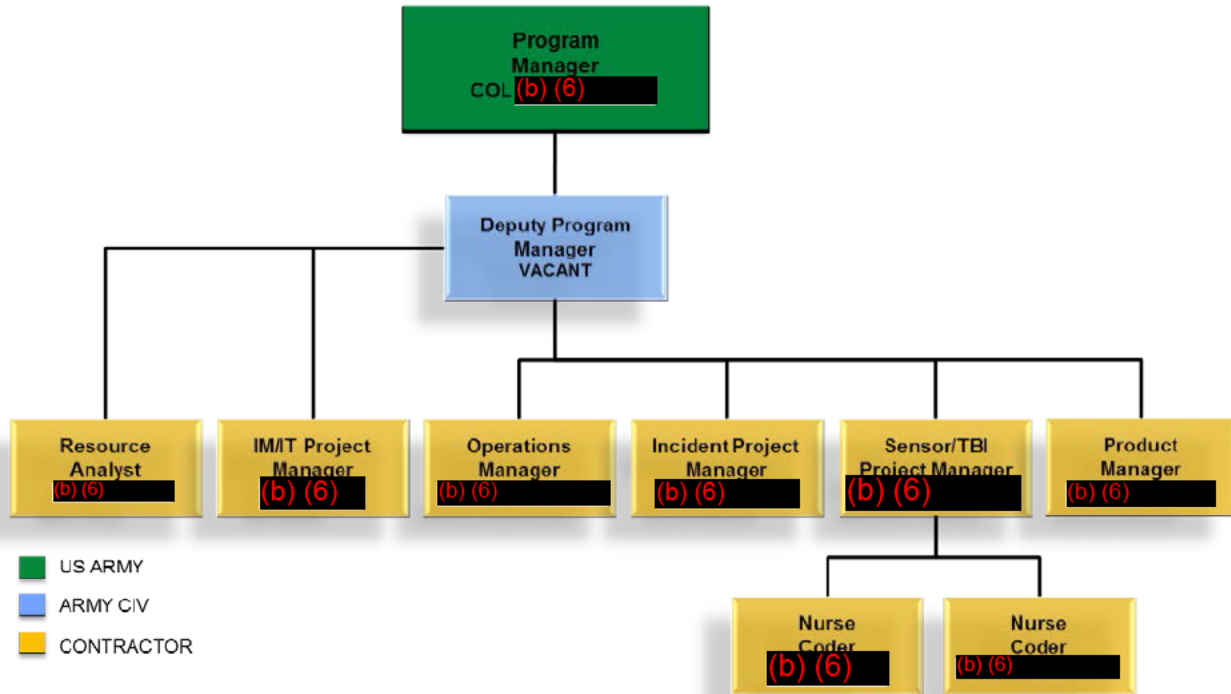 Program
Manager
COL (b) (6)
Deputy Program
Manager
VACANT
Resource
Analyst
(b) (6)
IM/IT Project
Manager
(b) (6)
Operations
Manager
(b) (6)
Incident Project
Manager
(b) (6)
Sensor/TBI
Project Manager
(b) (6)
Product
Manager
(b) (6)
US ARMY
ARMY CIV
CONTRACTOR
Nurse
Coder
(b) (6)
Nurse
Coder
(b) (6)